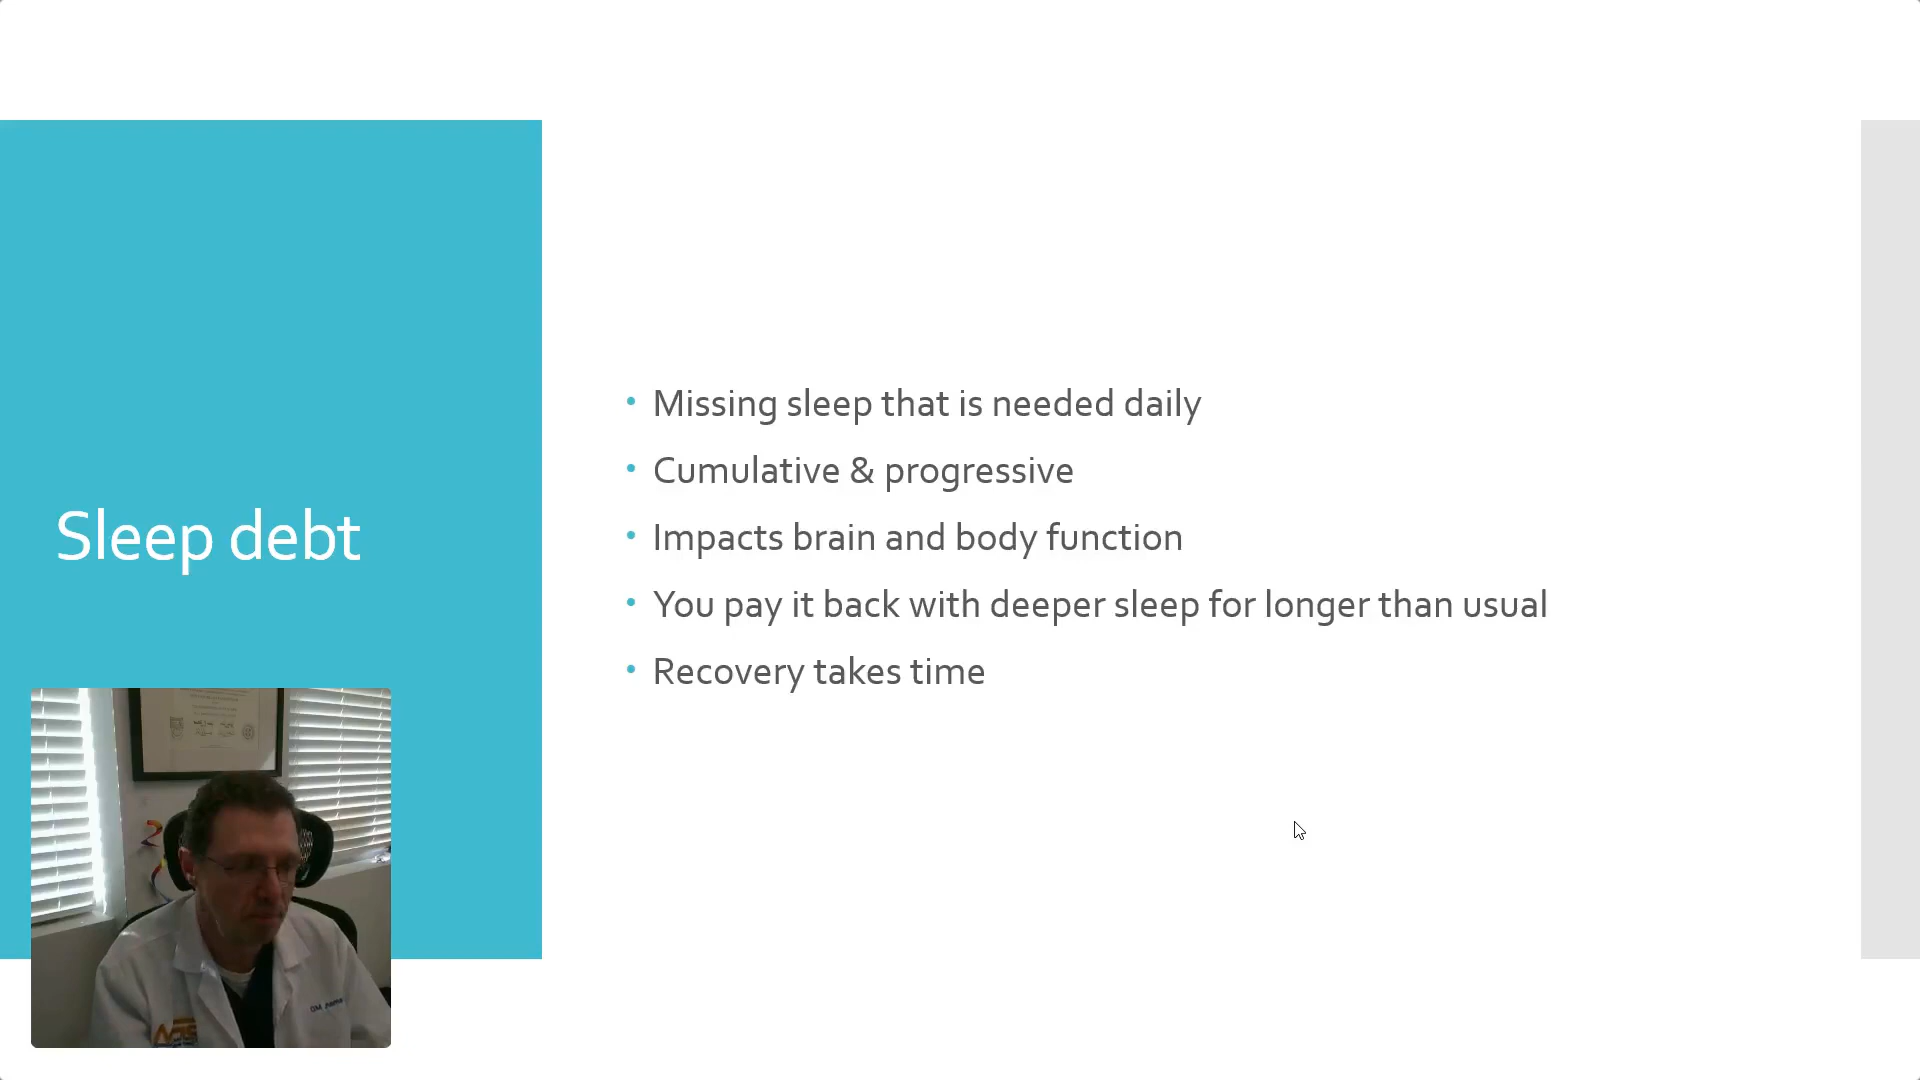 Sleep debt
Missing sleep that is needed daily
Cumulative & progressive
Impacts brain and body function
You pay it back with deeper sleep for longer than usual
Recovery takes time